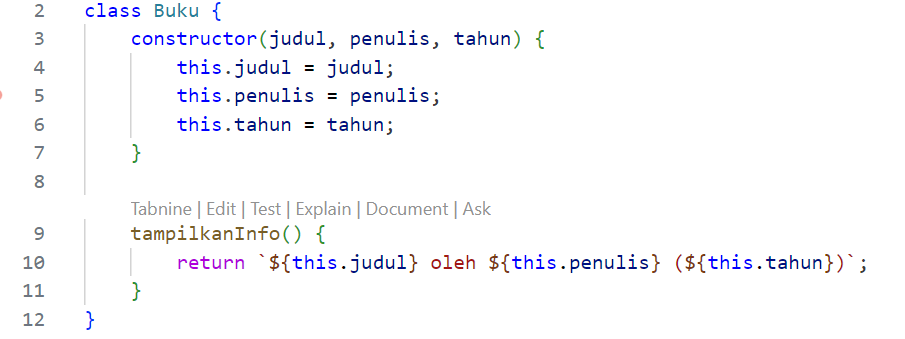 2 class Buku {
3 constructor(judul, penulis, tahun) {
4 this.judul = judul;
5 this.penulis = penulis;
6 this.tahun = tahun;
7 }
8
Tabnine | Edit | Test | Explain | Document | Ask
9 tampilkanInfo() {
10 return `${this.judul} oleh ${this.penulis} (${this.tahun})`;
11 }
12 }